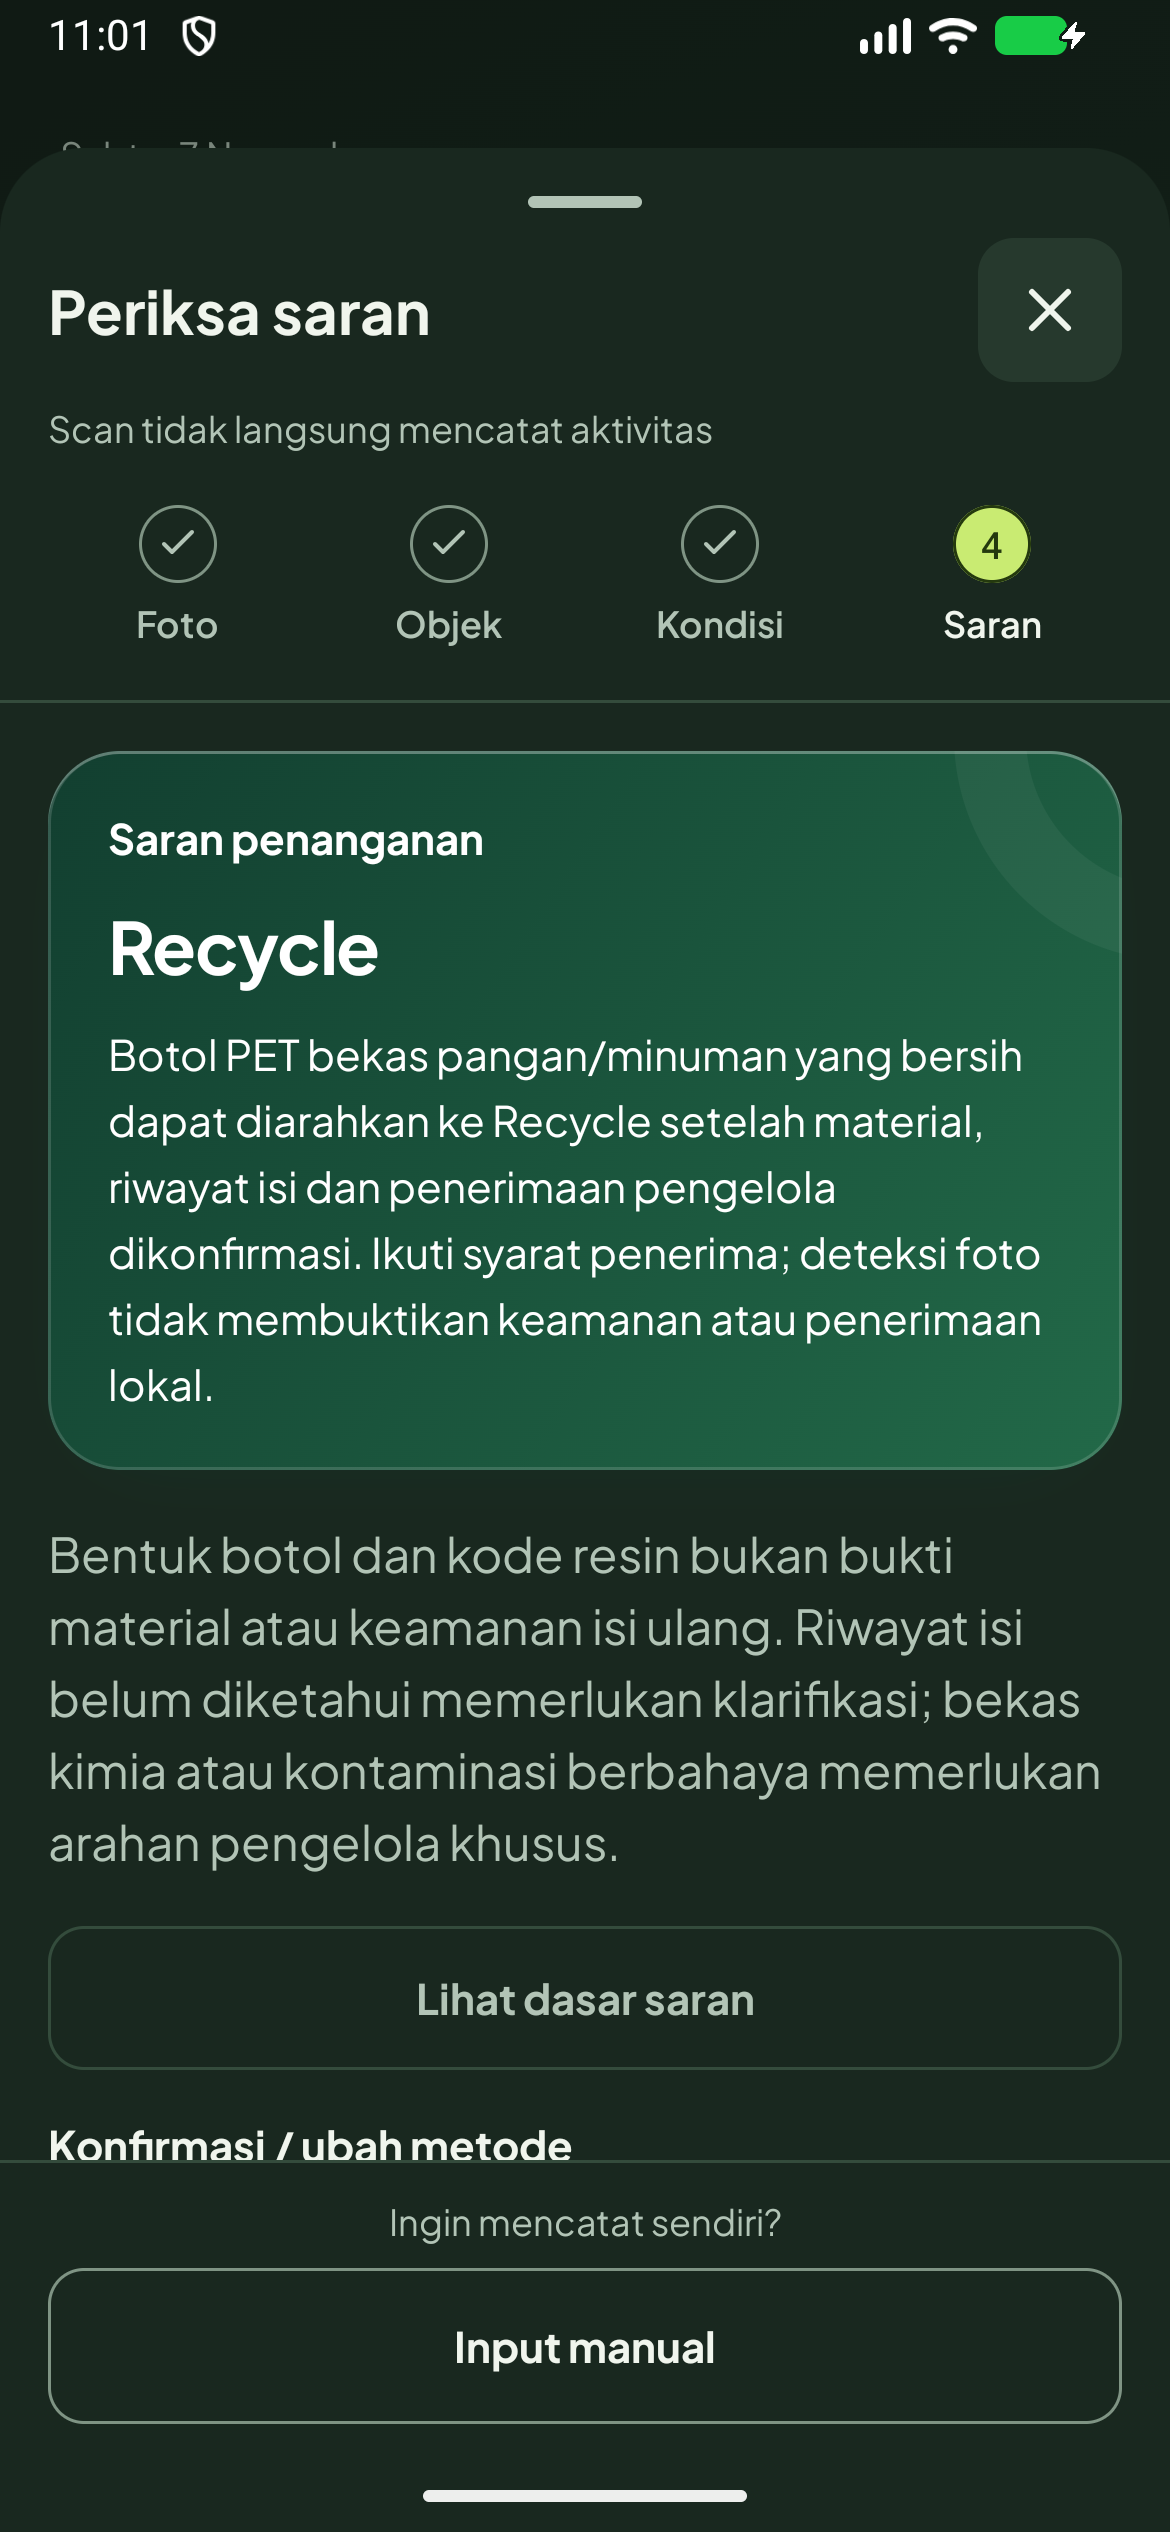 11:01
Periksa saran
Scan tidak langsung mencatat aktivitas
Foto
Objek
Kondisi
4
Saran
Saran penanganan
Recycle
Botol PET bekas pangan/minuman yang bersih
dapat diarahkan ke Recycle setelah material,
riwayat isi dan penerimaan pengelola
dikonfirmasi. Ikuti syarat penerima; deteksi foto
tidak membuktikan keamanan atau penerimaan
lokal.
Bentuk botol dan kode resin bukan bukti
material atau keamanan isi ulang. Riwayat isi
belum diketahui memerlukan klarifikasi; bekas
kimia atau kontaminasi berbahaya memerlukan
arahan pengelola khusus.
Lihat dasar saran
Konfirmasi / ubah metode
Ingin mencatat sendiri?
Input manual